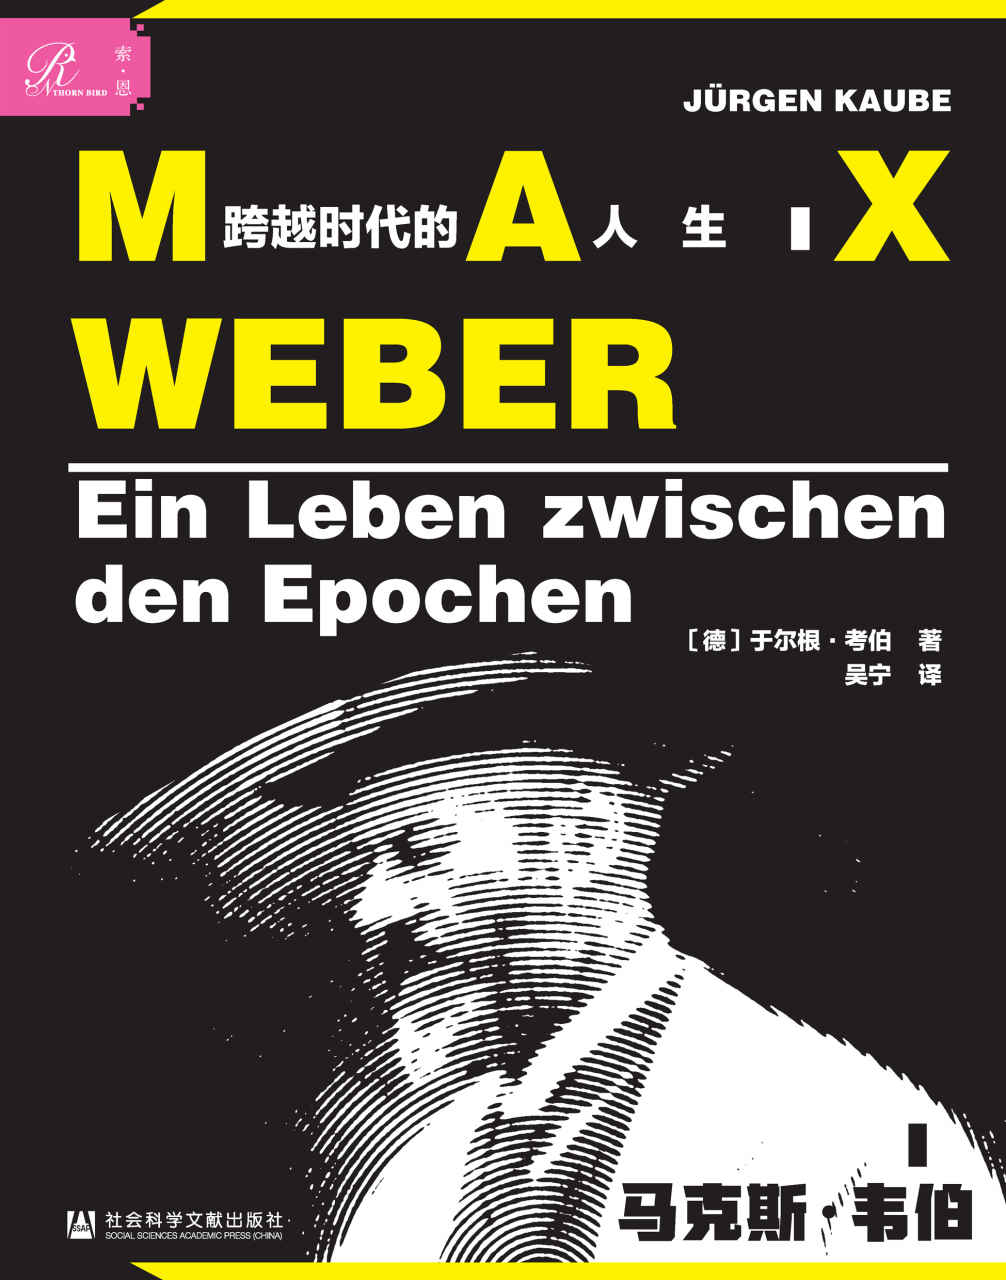 索·恩
THORN BIRD
JÜRGEN KAUBE
MAX
跨越时代的人生
WEBER
Ein Leben zwischen
den Epochen
［德］于尔根·考伯 著
吴宁 译
马克斯·韦伯
SSAP
社会科学文献出版社
SOCIAL SCIENCES ACADEMIC PRESS (CHINA)